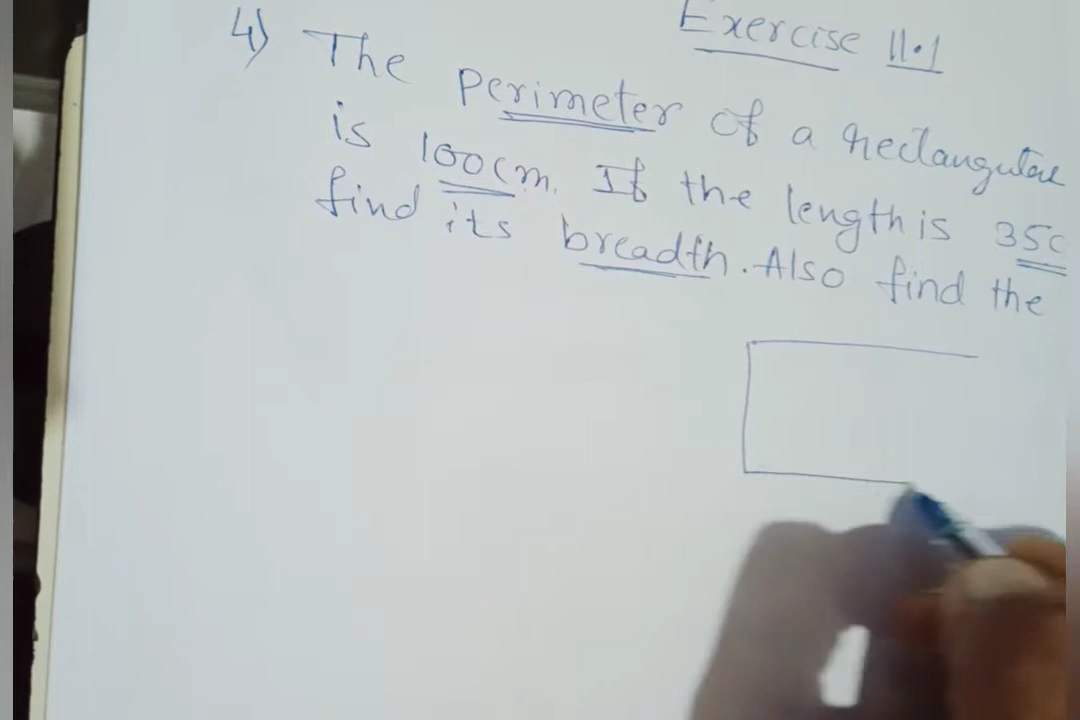 Exercise 11.1
4) The perimeter of a rectangular
is 100cm. If the length is 35c
find its breadth. Also find the